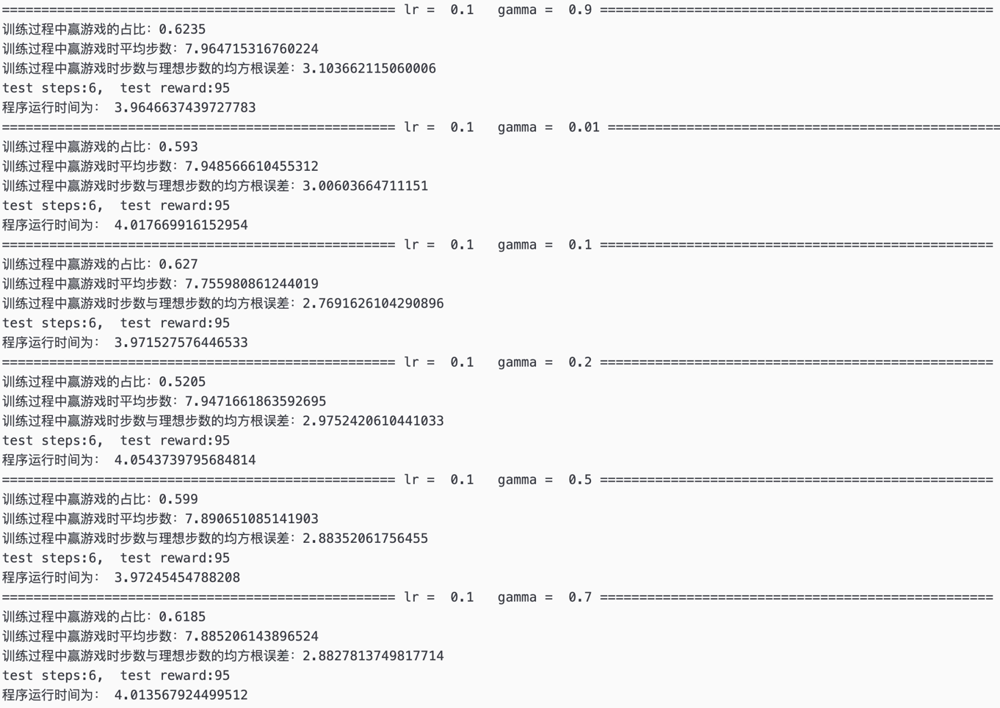 ================================================== lr =  0.1   gamma =  0.9 ==================================================
训练过程中赢游戏的占比：0.6235
训练过程中赢游戏时平均步数：7.964715316760224
训练过程中赢游戏时步数与理想步数的均方根误差：3.103662115060006
test steps:6,  test reward:95
程序运行时间为： 3.9646637439727783
================================================== lr =  0.1   gamma =  0.01 ==================================================
训练过程中赢游戏的占比：0.593
训练过程中赢游戏时平均步数：7.948566610455312
训练过程中赢游戏时步数与理想步数的均方根误差：3.00603664711151
test steps:6,  test reward:95
程序运行时间为： 4.017669916152954
================================================== lr =  0.1   gamma =  0.1 ==================================================
训练过程中赢游戏的占比：0.627
训练过程中赢游戏时平均步数：7.755980861244019
训练过程中赢游戏时步数与理想步数的均方根误差：2.7691626104290896
test steps:6,  test reward:95
程序运行时间为： 3.971527576446533
================================================== lr =  0.1   gamma =  0.2 ==================================================
训练过程中赢游戏的占比：0.5205
训练过程中赢游戏时平均步数：7.9471661863592695
训练过程中赢游戏时步数与理想步数的均方根误差：2.9752420610441033
test steps:6,  test reward:95
程序运行时间为： 4.0543739795684814
================================================== lr =  0.1   gamma =  0.5 ==================================================
训练过程中赢游戏的占比：0.599
训练过程中赢游戏时平均步数：7.890651085141903
训练过程中赢游戏时步数与理想步数的均方根误差：2.88352061756455
test steps:6,  test reward:95
程序运行时间为： 3.97245454788208
================================================== lr =  0.1   gamma =  0.7 ==================================================
训练过程中赢游戏的占比：0.6185
训练过程中赢游戏时平均步数：7.885206143896524
训练过程中赢游戏时步数与理想步数的均方根误差：2.8827813749817714
test steps:6,  test reward:95
程序运行时间为： 4.013567924499512